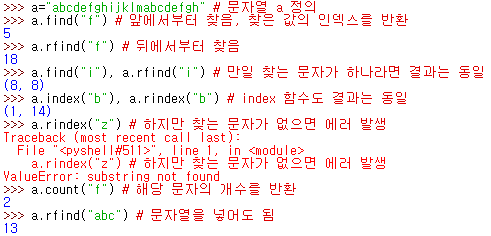 >>> a="abcdefghijklmabcdefgh" # 문자열 a 정의
>>> a.find("f") # 앞에서부터 찾음, 찾은 값의 인덱스를 반환
5
>>> a.rfind("f") # 뒤에서부터 찾음
18
>>> a.find("i"), a.rfind("i") # 만일 찾는 문자가 하나라면 결과는 동일
(8, 8)
>>> a.index("b"), a.rindex("b") # index 함수도 결과는 동일
(1, 14)
>>> a.rindex("z") # 하지만 찾는 문자가 없으면 에러 발생
Traceback (most recent call last):
  File "<pyshell#511>", line 1, in <module>
    a.rindex("z") # 하지만 찾는 문자가 없으면 에러 발생
ValueError: substring not found
>>> a.count("f") # 해당 문자의 개수를 반환
2
>>> a.rfind("abc") # 문자열을 넣어도 됨
13